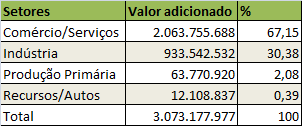 Setores Valor adicionado %
Comércio/Serviços 2.063.755.688 67,15
Indústria 933.542.532 30,38
Produção Primária 63.770.920 2,08
Recursos/Autos 12.108.837 0,39
Total 3.073.177.977 100